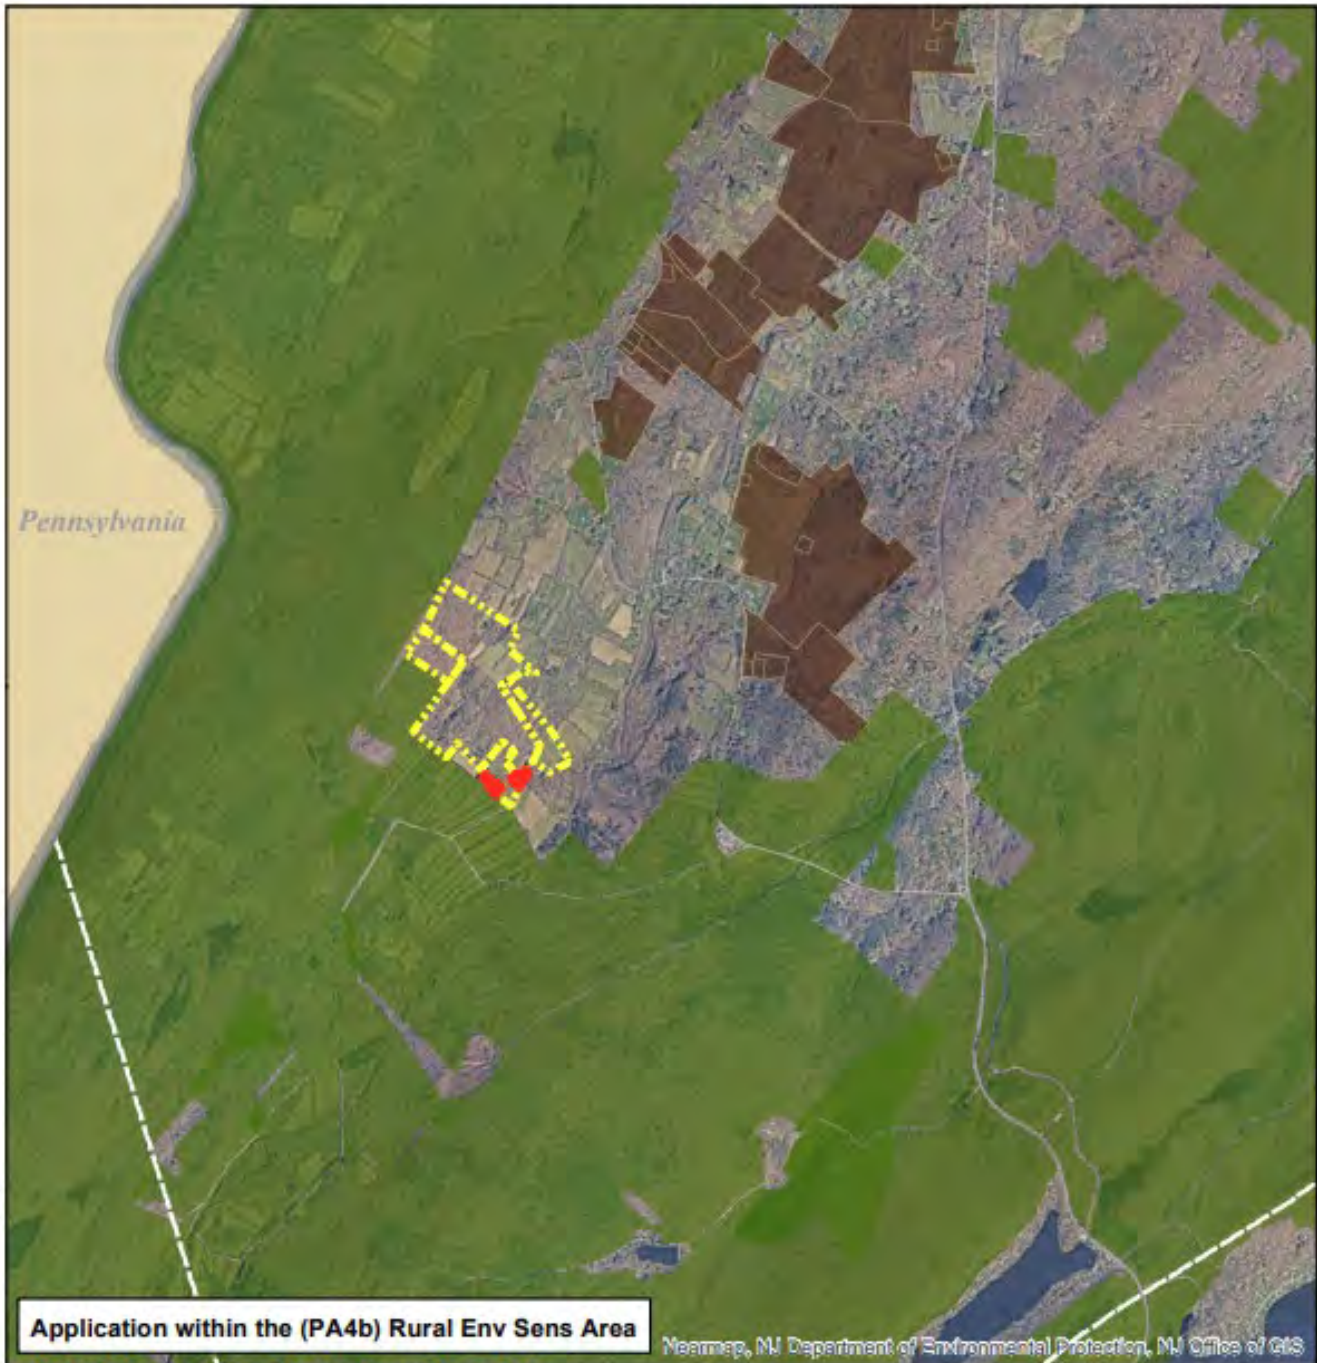 Pennsylvania
Application within the (PA4b) Rural Env Sens Area
Nearmap, NJ Department of Environmental Protection, NJ Office of GIS